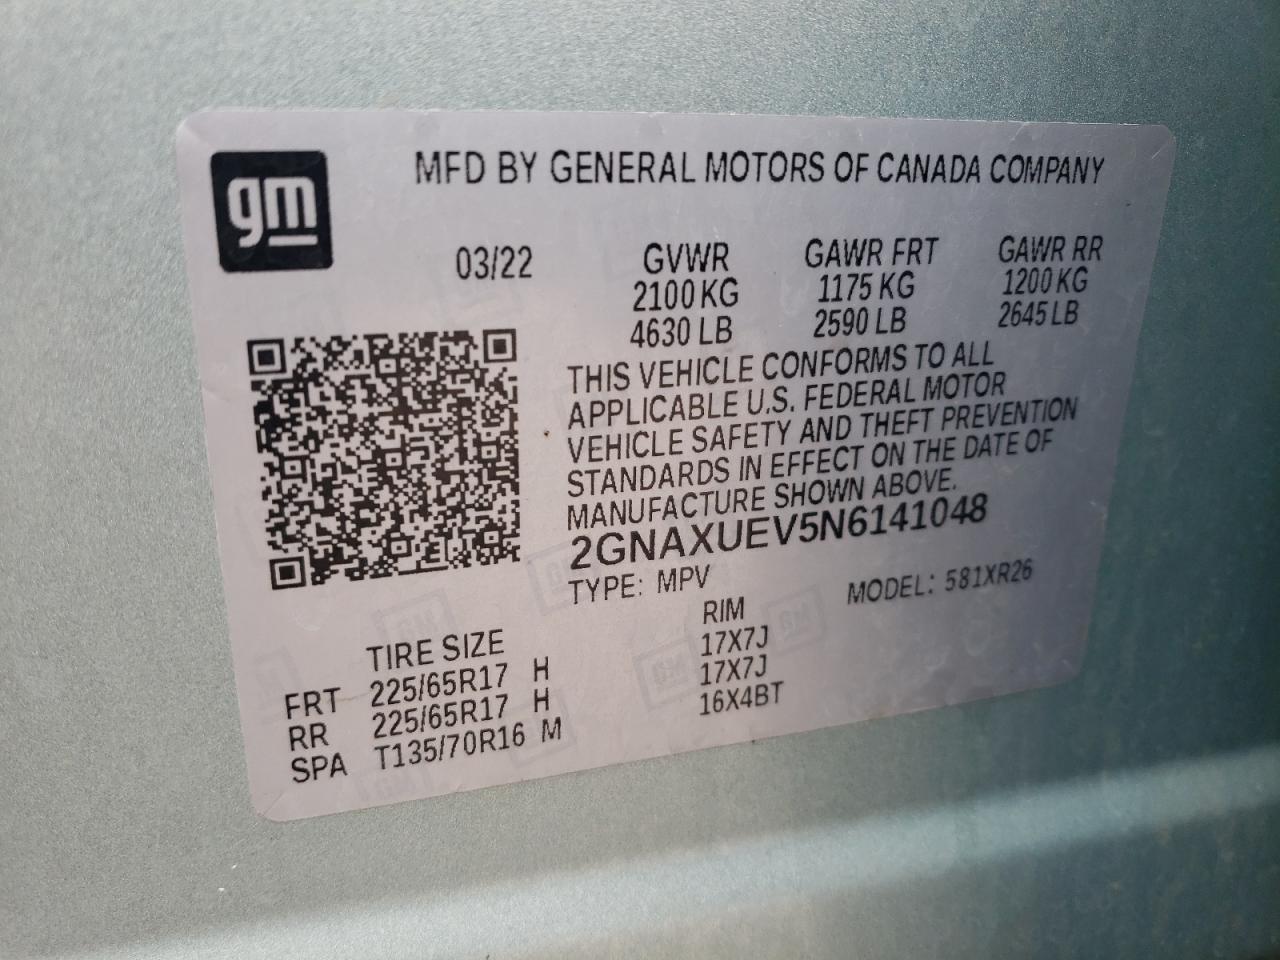 gm
MFD BY GENERAL MOTORS OF CANADA COMPANY
03/22 GVWR GAWR FRT GAWR RR
2100 KG 1175 KG 1200 KG
4630 LB 2590 LB 2645 LB
THIS VEHICLE CONFORMS TO ALL
APPLICABLE U.S. FEDERAL MOTOR
VEHICLE SAFETY AND THEFT PREVENTION
STANDARDS IN EFFECT ON THE DATE OF
MANUFACTURE SHOWN ABOVE.
2GNAXUEV5N6141048
TYPE: MPV MODEL: 581XR26
TIRE SIZE RIM
FRT 225/65R17 H 17X7J
RR 225/65R17 H 17X7J
SPA T135/70R16 M 16X4BT